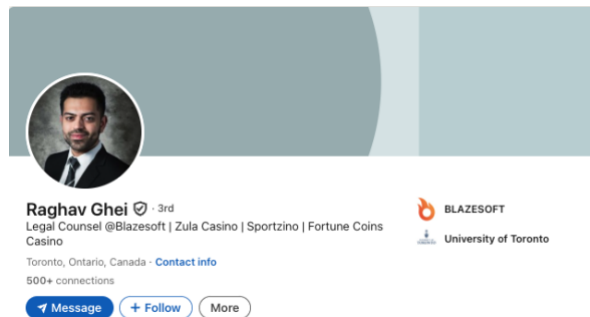 Raghav Ghei · 3rd
Legal Counsel @Blazesoft | Zula Casino | Sportzino | Fortune Coins
Casino
Toronto, Ontario, Canada · Contact info
500+ connections
Message + Follow More
BLAZESOFT
University of Toronto